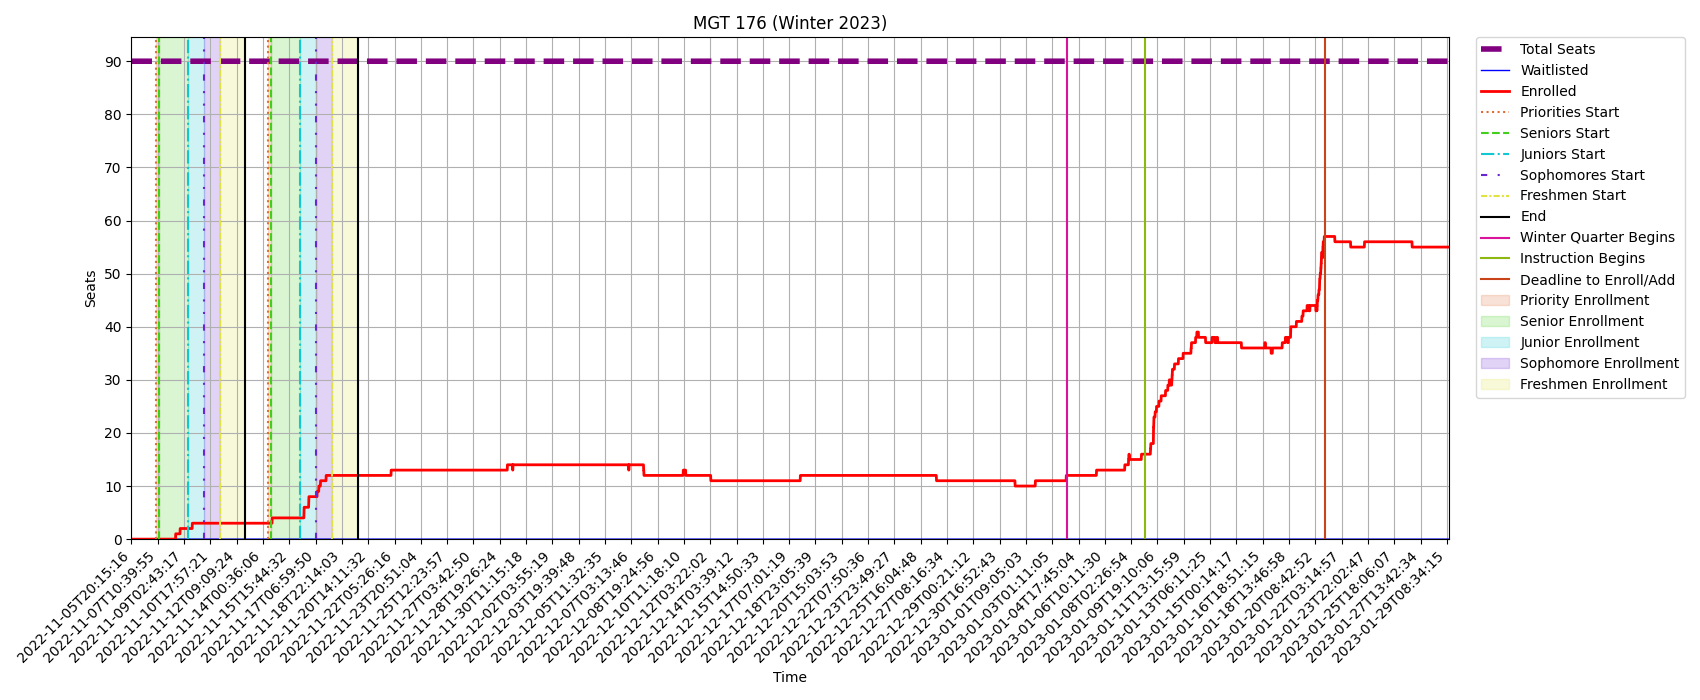 MGT 176 (Winter 2023)
Seats
90
80
70
60
50
40
30
20
10
0
2022-11-05T20:15:16
2022-11-07T10:39:55
2022-11-09T02:43:17
2022-11-10T17:57:21
2022-11-12T09:09:24
2022-11-14T00:36:06
2022-11-15T15:44:32
2022-11-17T06:59:50
2022-11-18T22:14:03
2022-11-20T14:11:32
2022-11-22T05:26:16
2022-11-23T20:51:04
2022-11-25T12:23:57
2022-11-27T03:42:50
2022-11-28T19:26:24
2022-11-30T11:15:18
2022-12-02T03:55:19
2022-12-03T19:39:48
2022-12-05T11:32:35
2022-12-07T03:13:46
2022-12-08T19:24:56
2022-12-10T11:18:10
2022-12-12T03:22:02
2022-12-14T03:39:12
2022-12-15T14:50:33
2022-12-17T07:01:19
2022-12-18T23:05:39
2022-12-20T15:03:53
2022-12-22T07:50:36
2022-12-23T23:49:27
2022-12-25T16:04:48
2022-12-27T08:16:34
2022-12-29T00:21:12
2022-12-30T16:52:43
2023-01-01T09:05:03
2023-01-03T01:11:05
2023-01-04T17:45:04
2023-01-06T10:11:30
2023-01-08T02:26:54
2023-01-09T19:10:06
2023-01-11T13:15:59
2023-01-13T06:11:25
2023-01-15T00:14:17
2023-01-16T18:51:15
2023-01-18T13:46:58
2023-01-20T08:42:52
2023-01-22T03:14:57
2023-01-23T22:02:47
2023-01-25T18:06:07
2023-01-27T13:42:34
2023-01-29T08:34:15
Time
Total Seats
Waitlisted
Enrolled
Priorities Start
Seniors Start
Juniors Start
Sophomores Start
Freshmen Start
End
Winter Quarter Begins
Instruction Begins
Deadline to Enroll/Add
Priority Enrollment
Senior Enrollment
Junior Enrollment
Sophomore Enrollment
Freshmen Enrollment